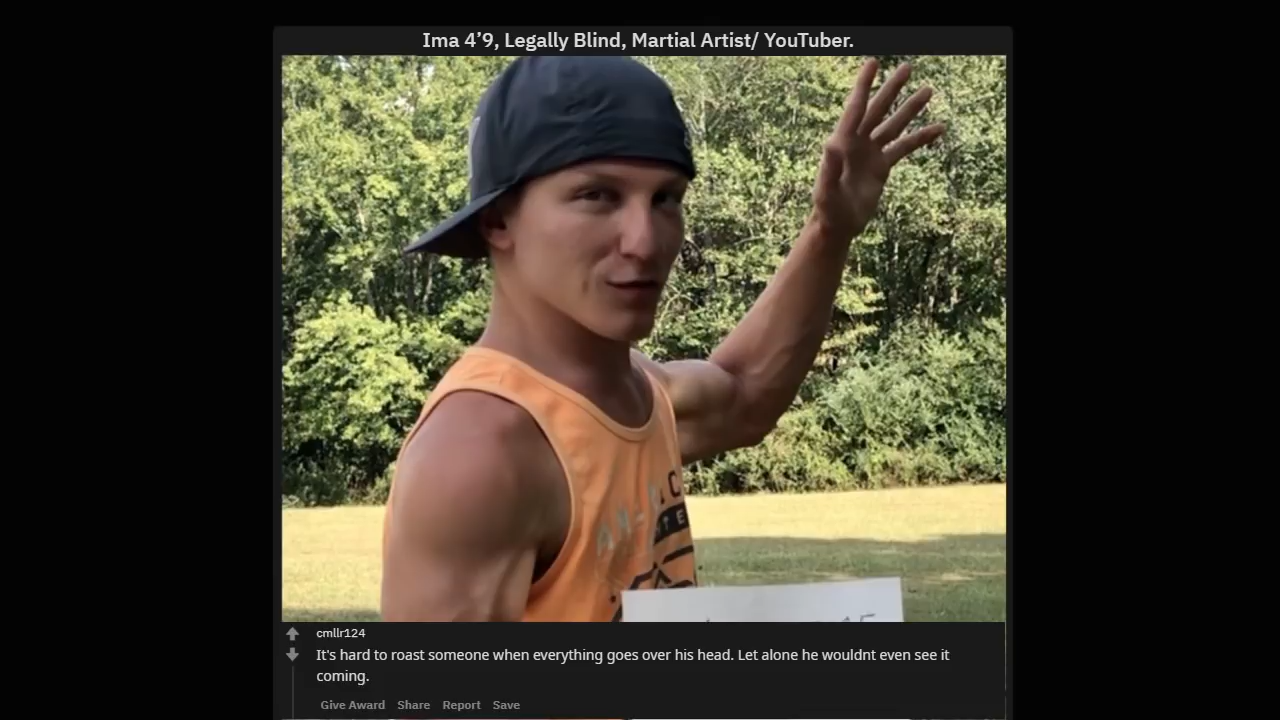 Ima 4’9, Legally Blind, Martial Artist/ YouTuber.
cmllr124
It's hard to roast someone when everything goes over his head. Let alone he wouldnt even see it
coming.
Give Award Share Report Save